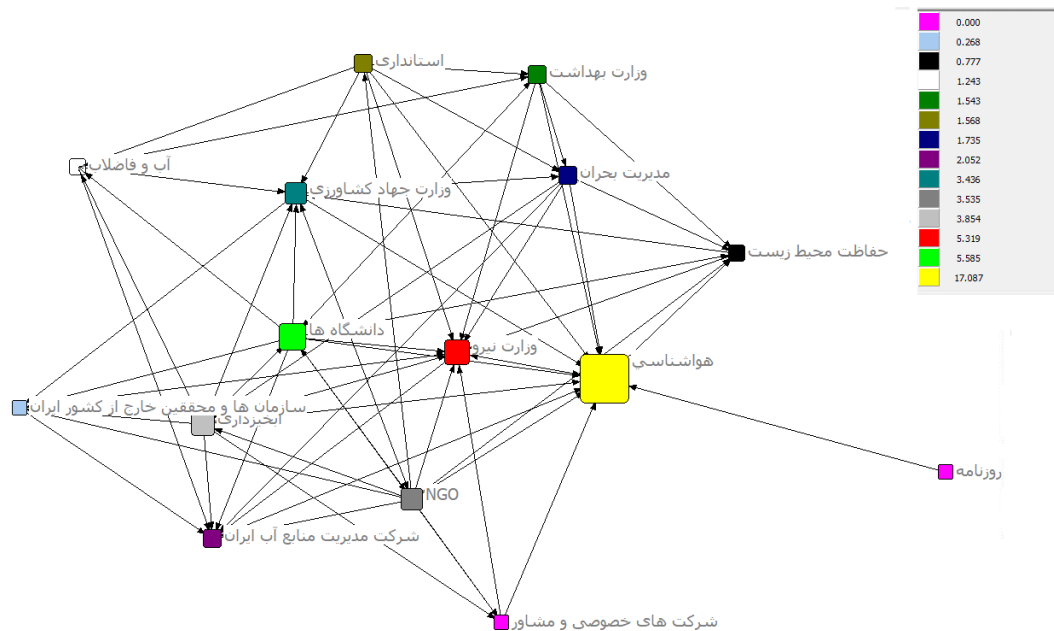 0.000
0.268
0.777
1.243
1.543
1.568
1.735
2.052
3.436
3.535
3.854
5.319
5.585
17.087
استانداری
وزارت بهداشت
آب و فاضلاب
مدیریت بحران
وزارت جهاد کشاورزی
حفاظت محیط زیست
دانشگاه ها
وزارت نیرو
هواشناسي
سازمان ها و محققین خارج از کشور ایران
آبخیزداری
روزنامه
NGO
شرکت مدیریت منابع آب ایران
شرکت های خصوصی و مشاور